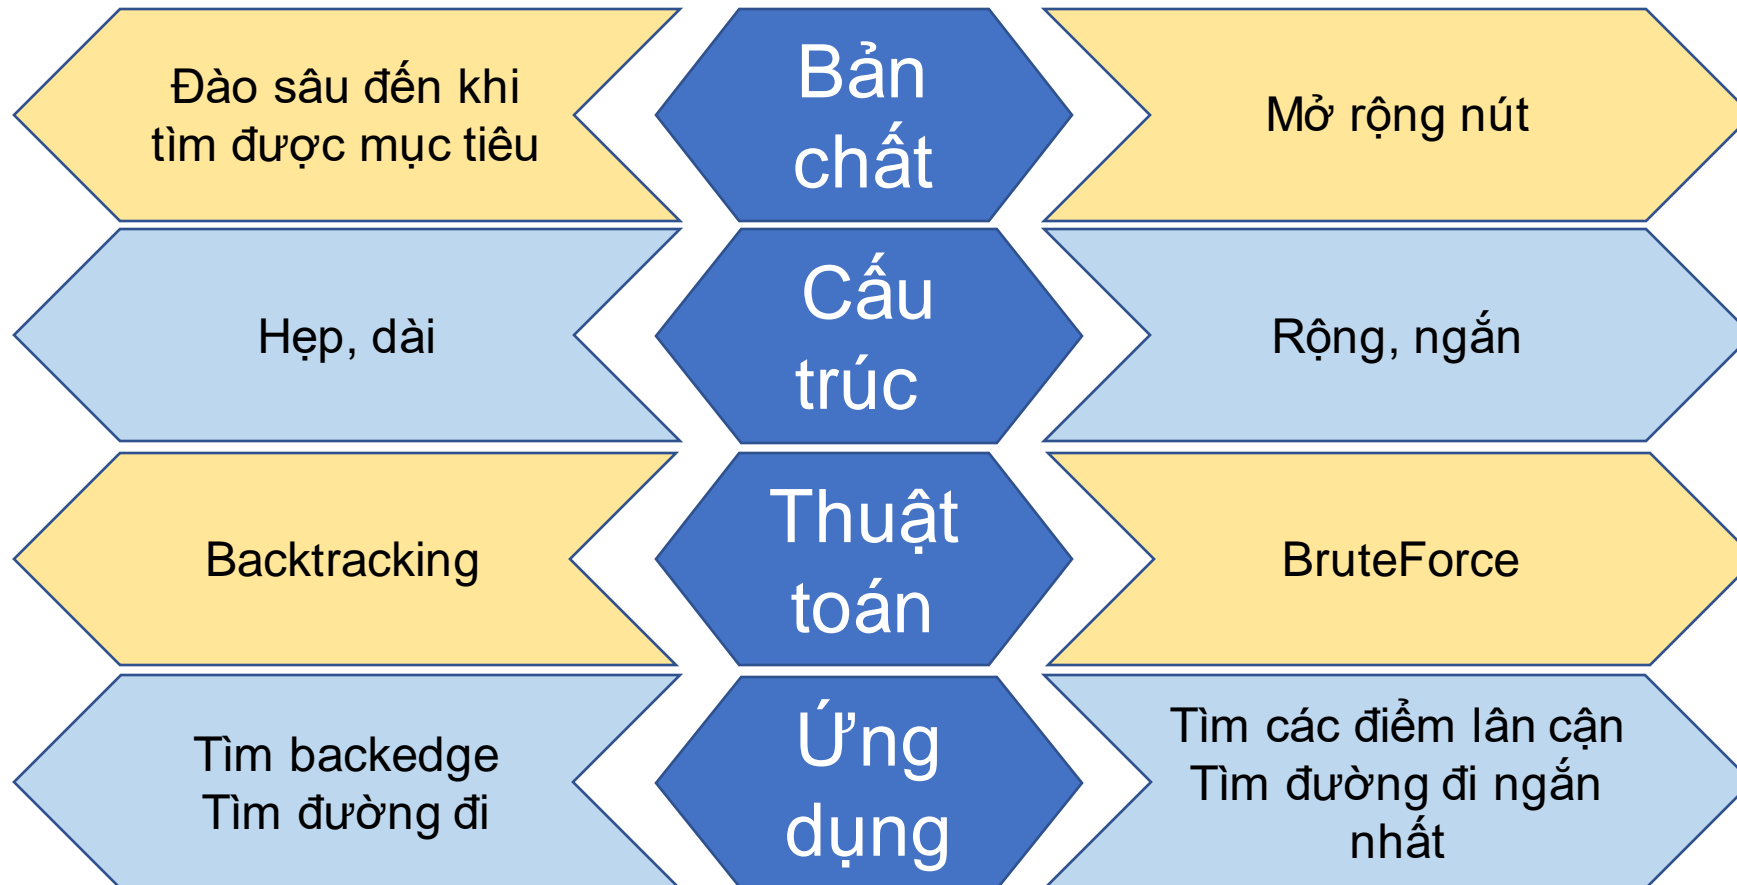 Đào sâu đến khi
tìm được mục tiêu
Bản
chất
Mở rộng nút
Hẹp, dài
Cấu
trúc
Rộng, ngắn
Backtracking
Thuật
toán
BruteForce
Tìm backedge
Tìm đường đi
Ứng
dụng
Tìm các điểm lân cận
Tìm đường đi ngắn
nhất